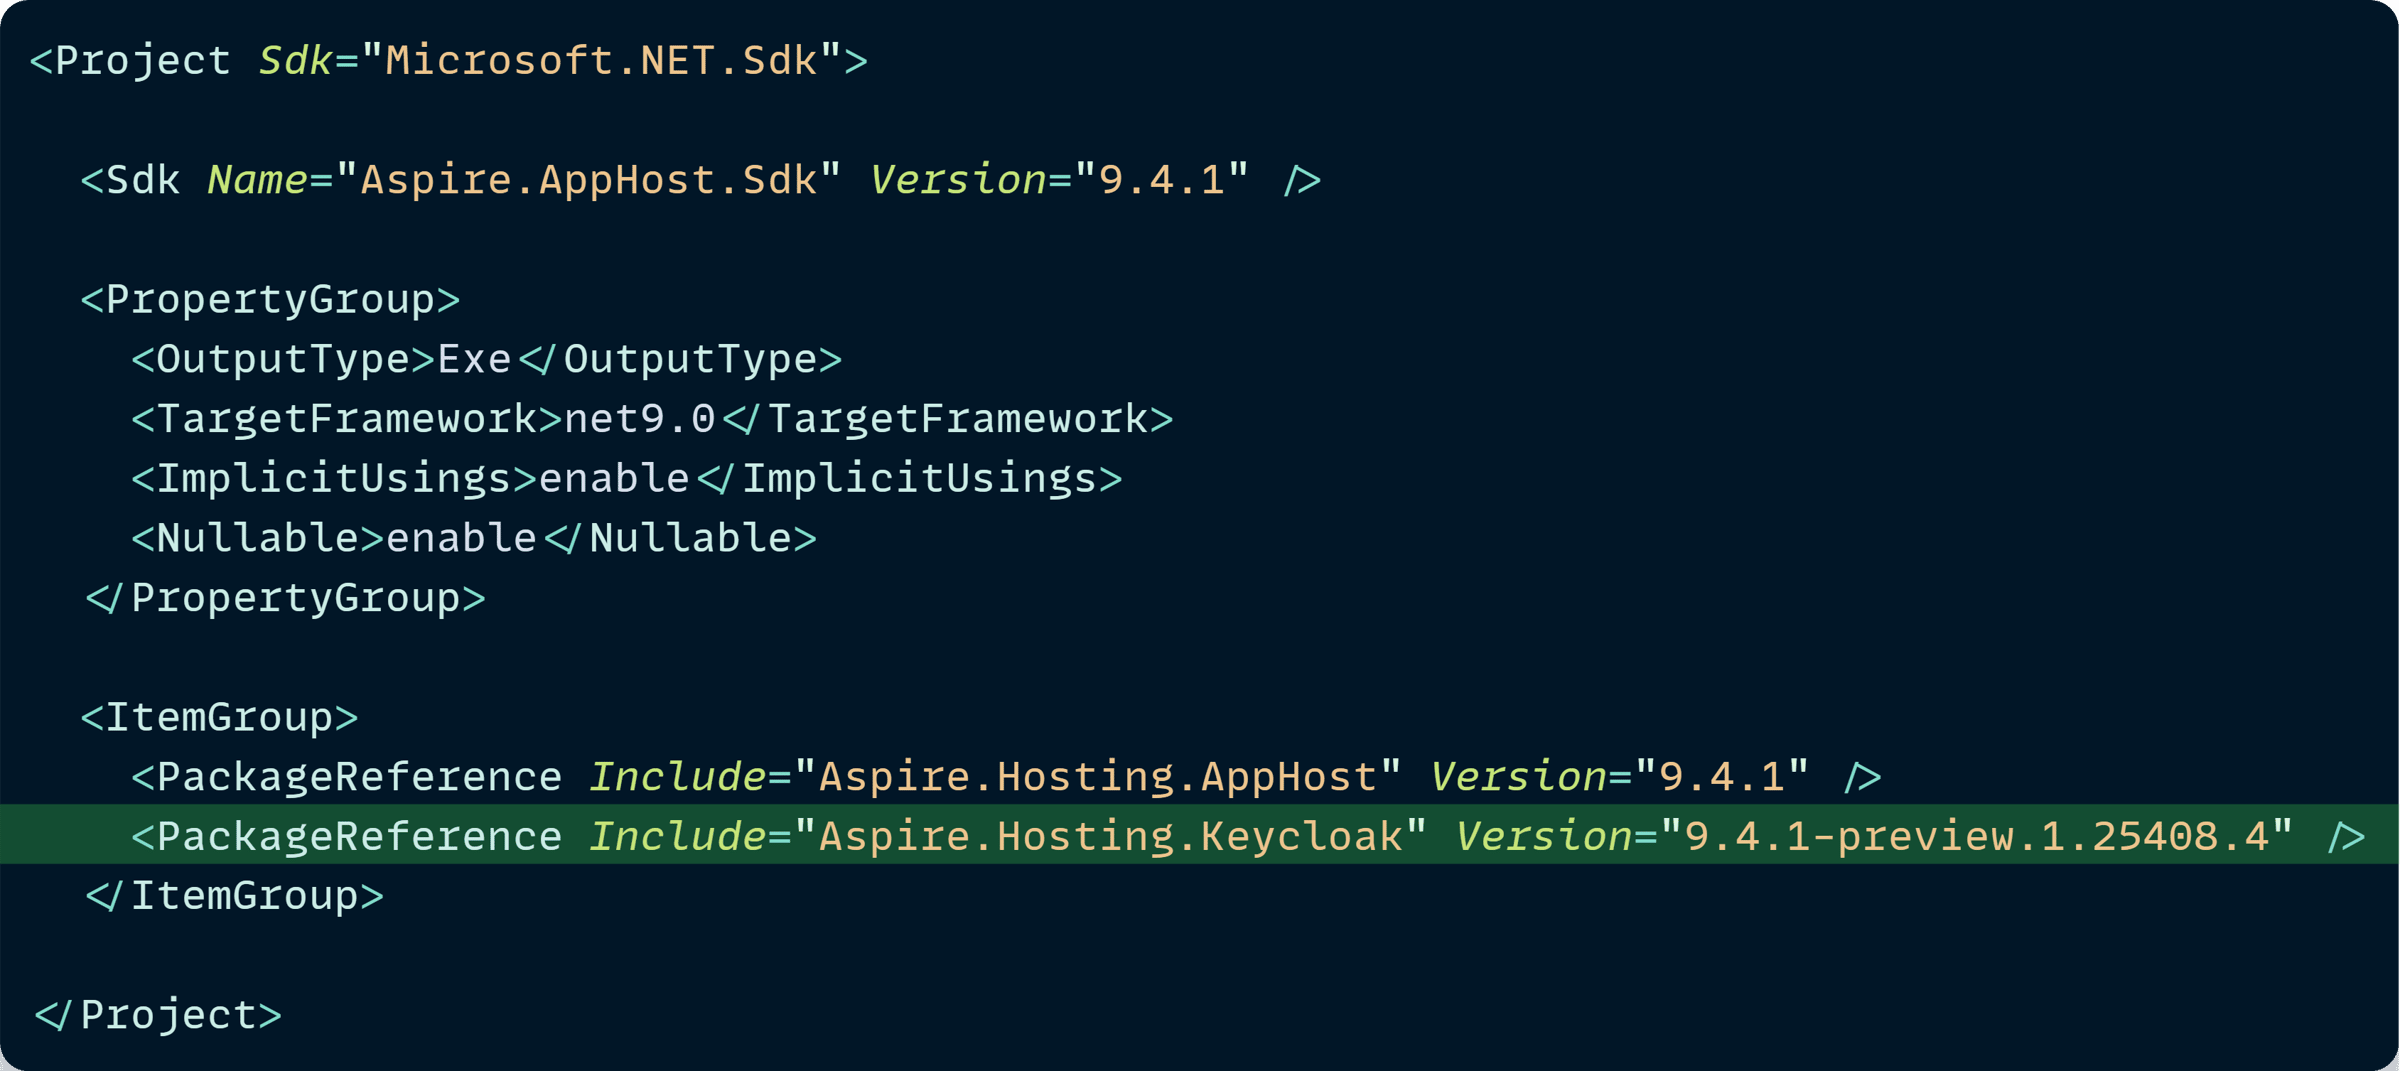 <Project Sdk="Microsoft.NET.Sdk">
<Sdk Name="Aspire.AppHost.Sdk" Version="9.4.1" />
<PropertyGroup>
<OutputType>Exe</OutputType>
<TargetFramework>net9.0</TargetFramework>
<ImplicitUsings>enable</ImplicitUsings>
<Nullable>enable</Nullable>
</PropertyGroup>
<ItemGroup>
<PackageReference Include="Aspire.Hosting.AppHost" Version="9.4.1" />
<PackageReference Include="Aspire.Hosting.Keycloak" Version="9.4.1-preview.1.25408.4" />
</ItemGroup>
</Project>